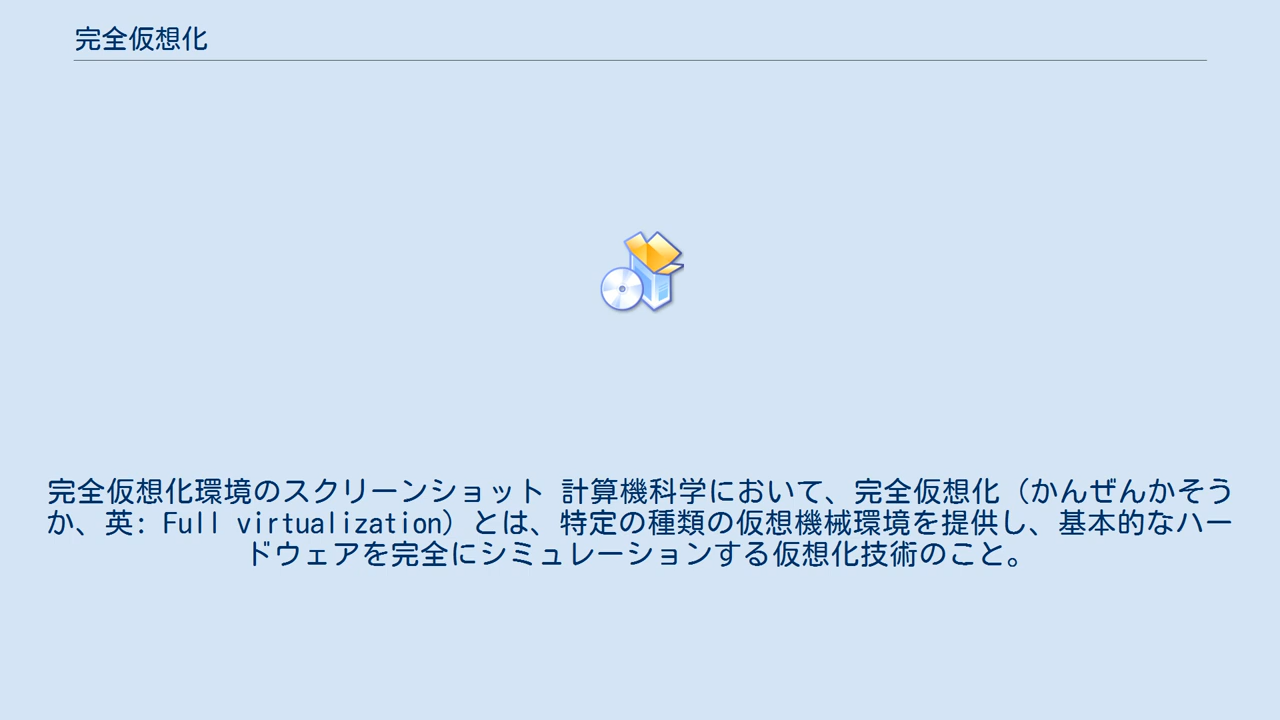 完全仮想化
完全仮想化環境のスクリーンショット 計算機科学において、完全仮想化（かんぜんかそう
か、英: Full virtualization）とは、特定の種類の仮想機械環境を提供し、基本的なハー
ドウェアを完全にシミュレーションする仮想化技術のこと。